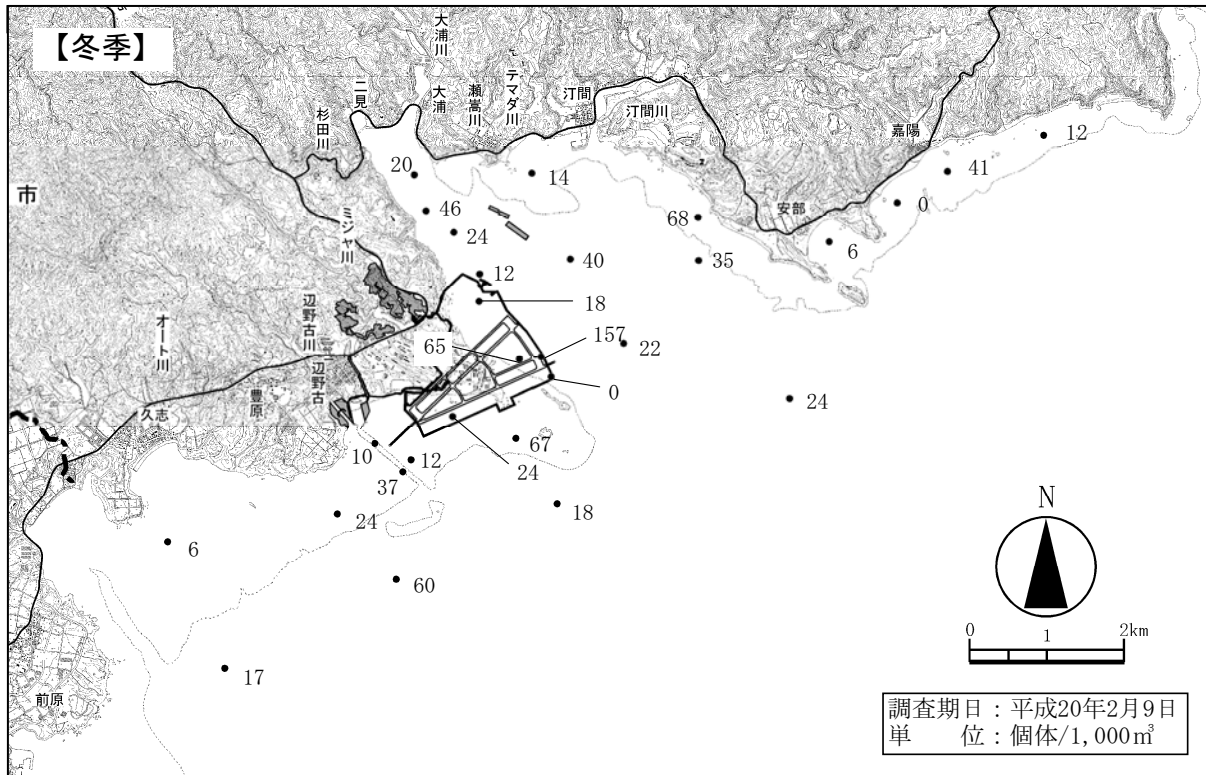 【冬季】
大浦川
二見
大浦
瀬嵩川
テマダ川
汀間
汀間川
杉田川
嘉陽
12
41
20
14
市
46
68
安部
0
ミジャ川
24
40
35
6
12
18
辺野古川
オート川
157
65
22
辺野古
豊原
0
24
久志
10
12
67
37
24
18
24
6
60
N
0 1 2km
17
前原
調査期日：平成20年2月9日
単　　位：個体/1,000㎥